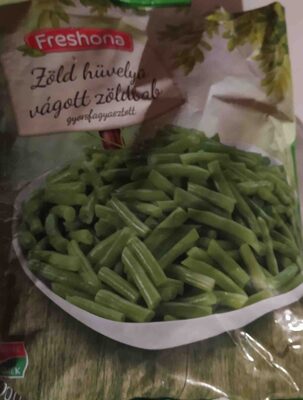 Freshona
Zöld hüvelyű
vágott zöldbab
gyorsfagyasztott